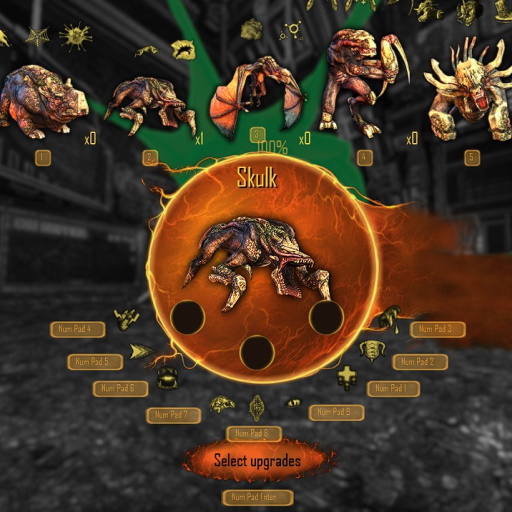 x0
x1
x0
x0
1
2
3
4
5
100%
Skulk
Num Pad 4
Num Pad 3
Num Pad 5
Num Pad 2
Num Pad 6
Num Pad 1
Num Pad 7
Num Pad 9
Num Pad 8
Select upgrades
Num Pad Enter